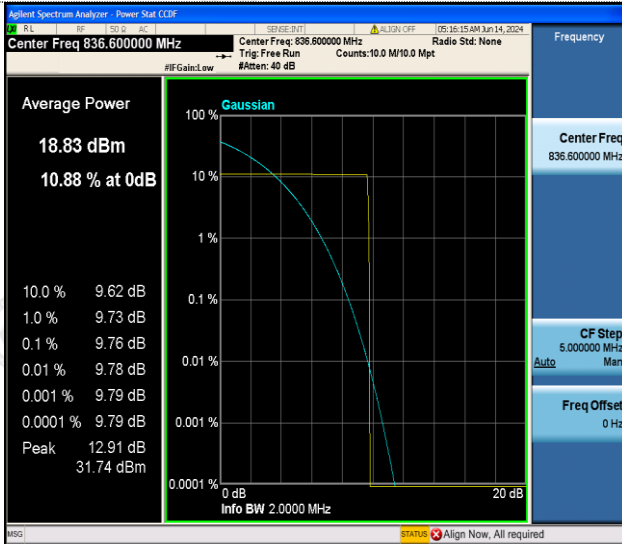 Agilent Spectrum Analyzer - Power Stat CCDF
RL RF 50 Ω AC SENSE:INT ALIGN OFF 05:16:15 AM Jun 14, 2024
Center Freq 836.600000 MHz
Center Freq: 836.600000 MHz Radio Std: None
Trig: Free Run Counts:10.0 M/10.0 Mpt
#IFGain:Low #Atten: 40 dB
Frequency
Average Power
18.83 dBm
10.88 % at 0dB
10.0 % 9.62 dB
1.0 % 9.73 dB
0.1 % 9.76 dB
0.01 % 9.78 dB
0.001 % 9.79 dB
0.0001 % 9.79 dB
Peak 12.91 dB
31.74 dBm
Gaussian
100 %
10 %
1 %
0.1 %
0.01 %
0.001 %
0.0001 %
0 dB 20 dB
Info BW 2.0000 MHz
Center Freq
836.600000 MHz
CF Step
5.000000 MHz
Auto Man
Freq Offset
0 Hz
MSG STATUS Align Now, All required